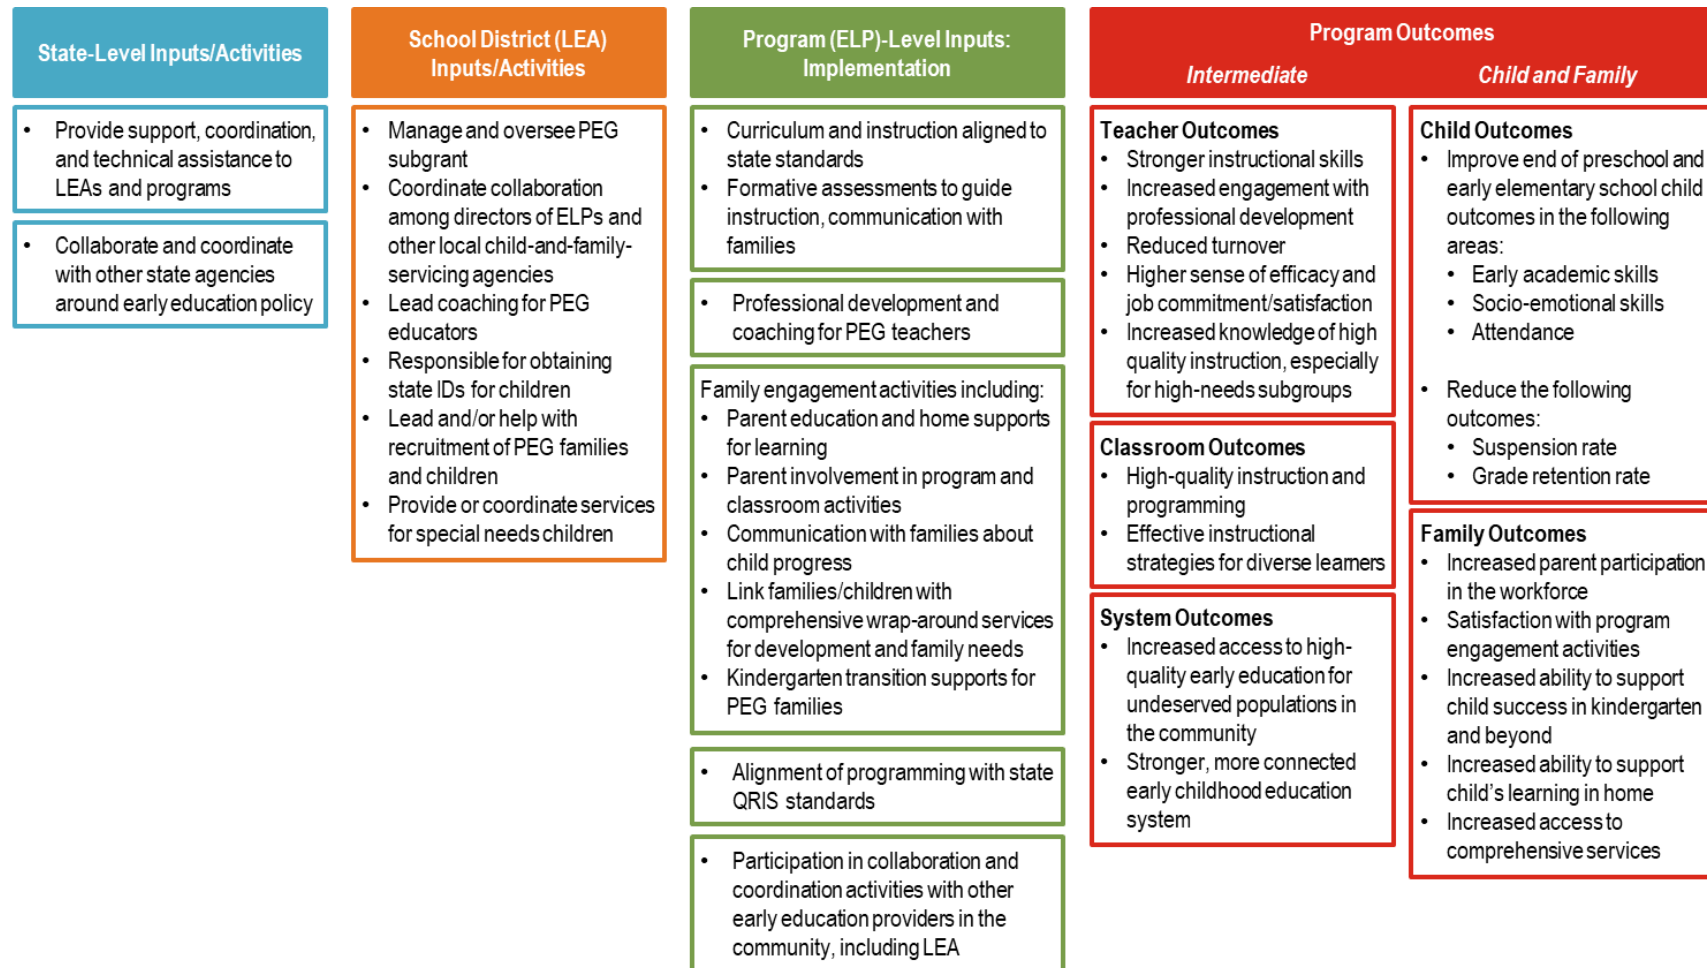 State-Level Inputs/Activities
• Provide support, coordination,
and technical assistance to
LEAs and programs
• Collaborate and coordinate
with other state agencies
around early education policy
School District (LEA)
Inputs/Activities
• Manage and oversee PEG
subgrant
• Coordinate collaboration
among directors of ELPs and
other local child-and-family-
servicing agencies
• Lead coaching for PEG
educators
• Responsible for obtaining
state IDs for children
• Lead and/or help with
recruitment of PEG families
and children
• Provide or coordinate services
for special needs children
Program (ELP)-Level Inputs:
Implementation
• Curriculum and instruction aligned to
state standards
• Formative assessments to guide
instruction, communication with
families
• Professional development and
coaching for PEG teachers
Family engagement activities including:
• Parent education and home supports
for learning
• Parent involvement in program and
classroom activities
• Communication with families about
child progress
• Link families/children with
comprehensive wrap-around services
for development and family needs
• Kindergarten transition supports for
PEG families
• Alignment of programming with state
QRIS standards
• Participation in collaboration and
coordination activities with other
early education providers in the
community, including LEA
Program Outcomes
Intermediate
Teacher Outcomes
• Stronger instructional skills
• Increased engagement with
professional development
• Reduced turnover
• Higher sense of efficacy and
job commitment/satisfaction
• Increased knowledge of high
quality instruction, especially
for high-needs subgroups
Classroom Outcomes
• High-quality instruction and
programming
• Effective instructional
strategies for diverse learners
System Outcomes
• Increased access to high-
quality early education for
undeserved populations in
the community
• Stronger, more connected
early childhood education
system
Child and Family
Child Outcomes
• Improve end of preschool and
early elementary school child
outcomes in the following
areas:
• Early academic skills
• Socio-emotional skills
• Attendance
• Reduce the following
outcomes:
• Suspension rate
• Grade retention rate
Family Outcomes
• Increased parent participation
in the workforce
• Satisfaction with program
engagement activities
• Increased ability to support
child success in kindergarten
and beyond
• Increased ability to support
child's learning in home
• Increased access to
comprehensive services